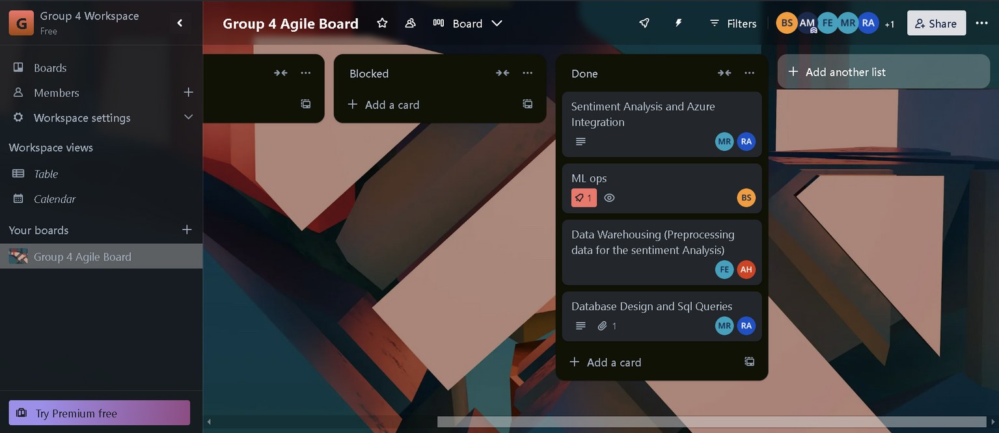 G
Group 4 Workspace
Free
Boards
Members
Workspace settings
Workspace views
Table
Calendar
Your boards
Group 4 Agile Board
Try Premium free
Group 4 Agile Board
Board
Filters
BS AM FE MR RA +1
Share
Blocked
Add a card
Done
Sentiment Analysis and Azure
Integration
MR RA
ML ops
1
BS
Data Warehousing (Preprocessing
data for the sentiment Analysis)
FE AH
Database Design and Sql Queries
1
MR RA
Add a card
Add another list